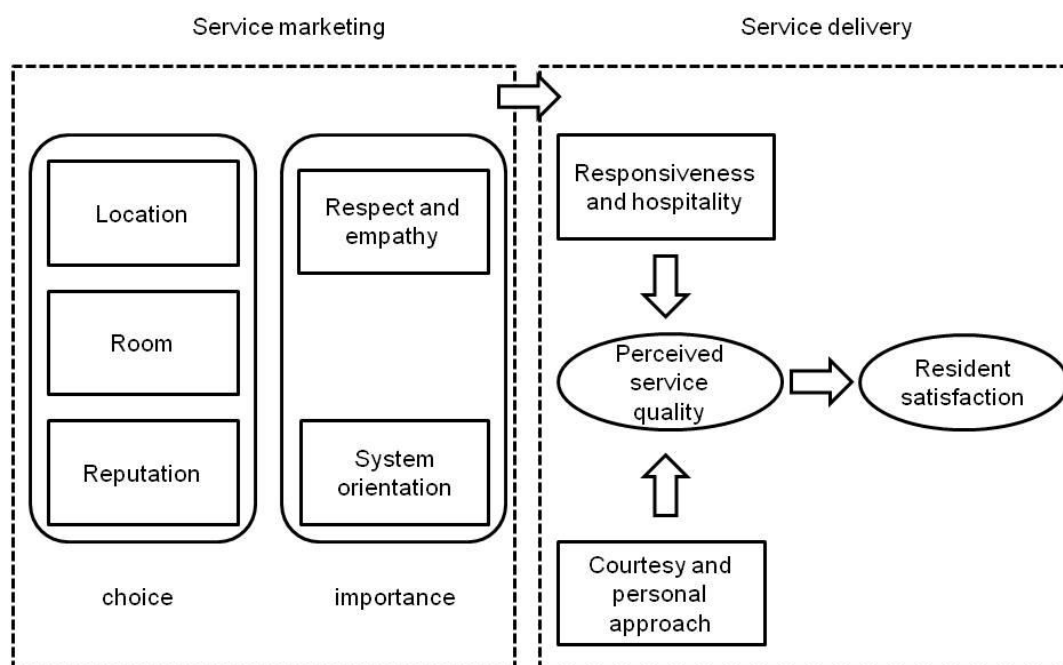 Service marketing
Service delivery
Location
Room
Reputation
choice
Respect and
empathy
System
orientation
importance
Responsiveness
and hospitality
Perceived
service
quality
Resident
satisfaction
Courtesy and
personal
approach